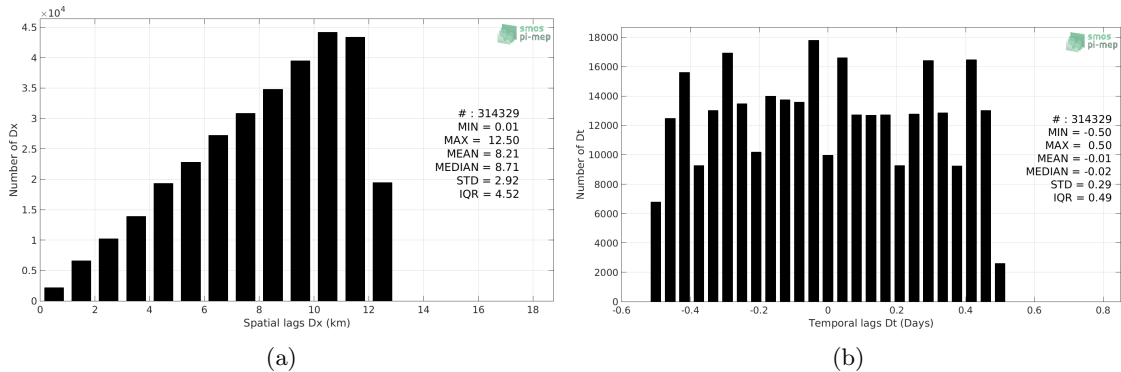 ×10⁴
4.5
4
3.5
3
2.5
2
1.5
1
0.5
0
Number of Dx
0 2 4 6 8 10 12 14 16 18
Spatial lags Dx (km)
smos
pi-mep
# : 314329
MIN = 0.01
MAX = 12.50
MEAN = 8.21
MEDIAN = 8.71
STD = 2.92
IQR = 4.52
(a)
18000
16000
14000
12000
10000
8000
6000
4000
2000
0
Number of Dt
-0.6 -0.4 -0.2 0 0.2 0.4 0.6 0.8
Temporal lags Dt (Days)
smos
pi-mep
# : 314329
MIN = -0.50
MAX = 0.50
MEAN = -0.01
MEDIAN = -0.02
STD = 0.29
IQR = 0.49
(b)